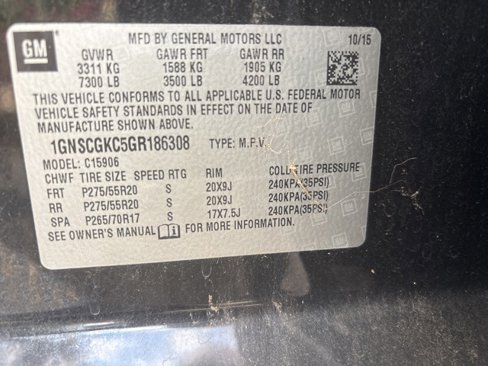 GM
MFD BY GENERAL MOTORS LLC 10/15
GVWR GAWR FRT GAWR RR
3311 KG 1588 KG 1905 KG
7300 LB 3500 LB 4200 LB
THIS VEHICLE CONFORMS TO ALL APPLICABLE U.S. FEDERAL MOTOR
VEHICLE SAFETY STANDARDS IN EFFECT ON THE DATE OF
MANUFACTURE SHOWN ABOVE.
1GNSCGKC5GR186308 TYPE: M.P.V.
MODEL: C15906
CHWF TIRE SIZE SPEED RTG RIM COLD TIRE PRESSURE
FRT P275/55R20 S 20X9J 240KPA(35PSI)
RR P275/55R20 S 20X9J 240KPA(35PSI)
SPA P265/70R17 S 17X7.5J 240KPA(35PSI)
SEE OWNER'S MANUAL FOR MORE INFORMATION.